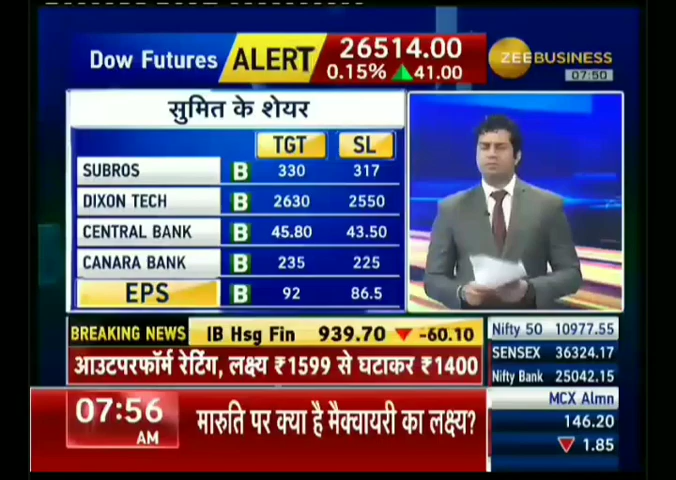 Dow Futures
ALERT
26514.00
0.15% 41.00
ZEEBUSINESS
07:50
सुमित के शेयर
TGT SL
SUBROS B 330 317
DIXON TECH B 2630 2550
CENTRAL BANK B 45.80 43.50
CANARA BANK B 235 225
EPS B 92 86.5
BREAKING NEWS IB Hsg Fin 939.70 -60.10
आउटपरफॉर्म रेटिंग, लक्ष्य ₹1599 से घटाकर ₹1400
Nifty 50 10977.55
SENSEX 36324.17
Nifty Bank 25042.15
07:56
AM
मारुति पर क्या है मैक्वायरी का लक्ष्य?
MCX Almn
146.20
1.85